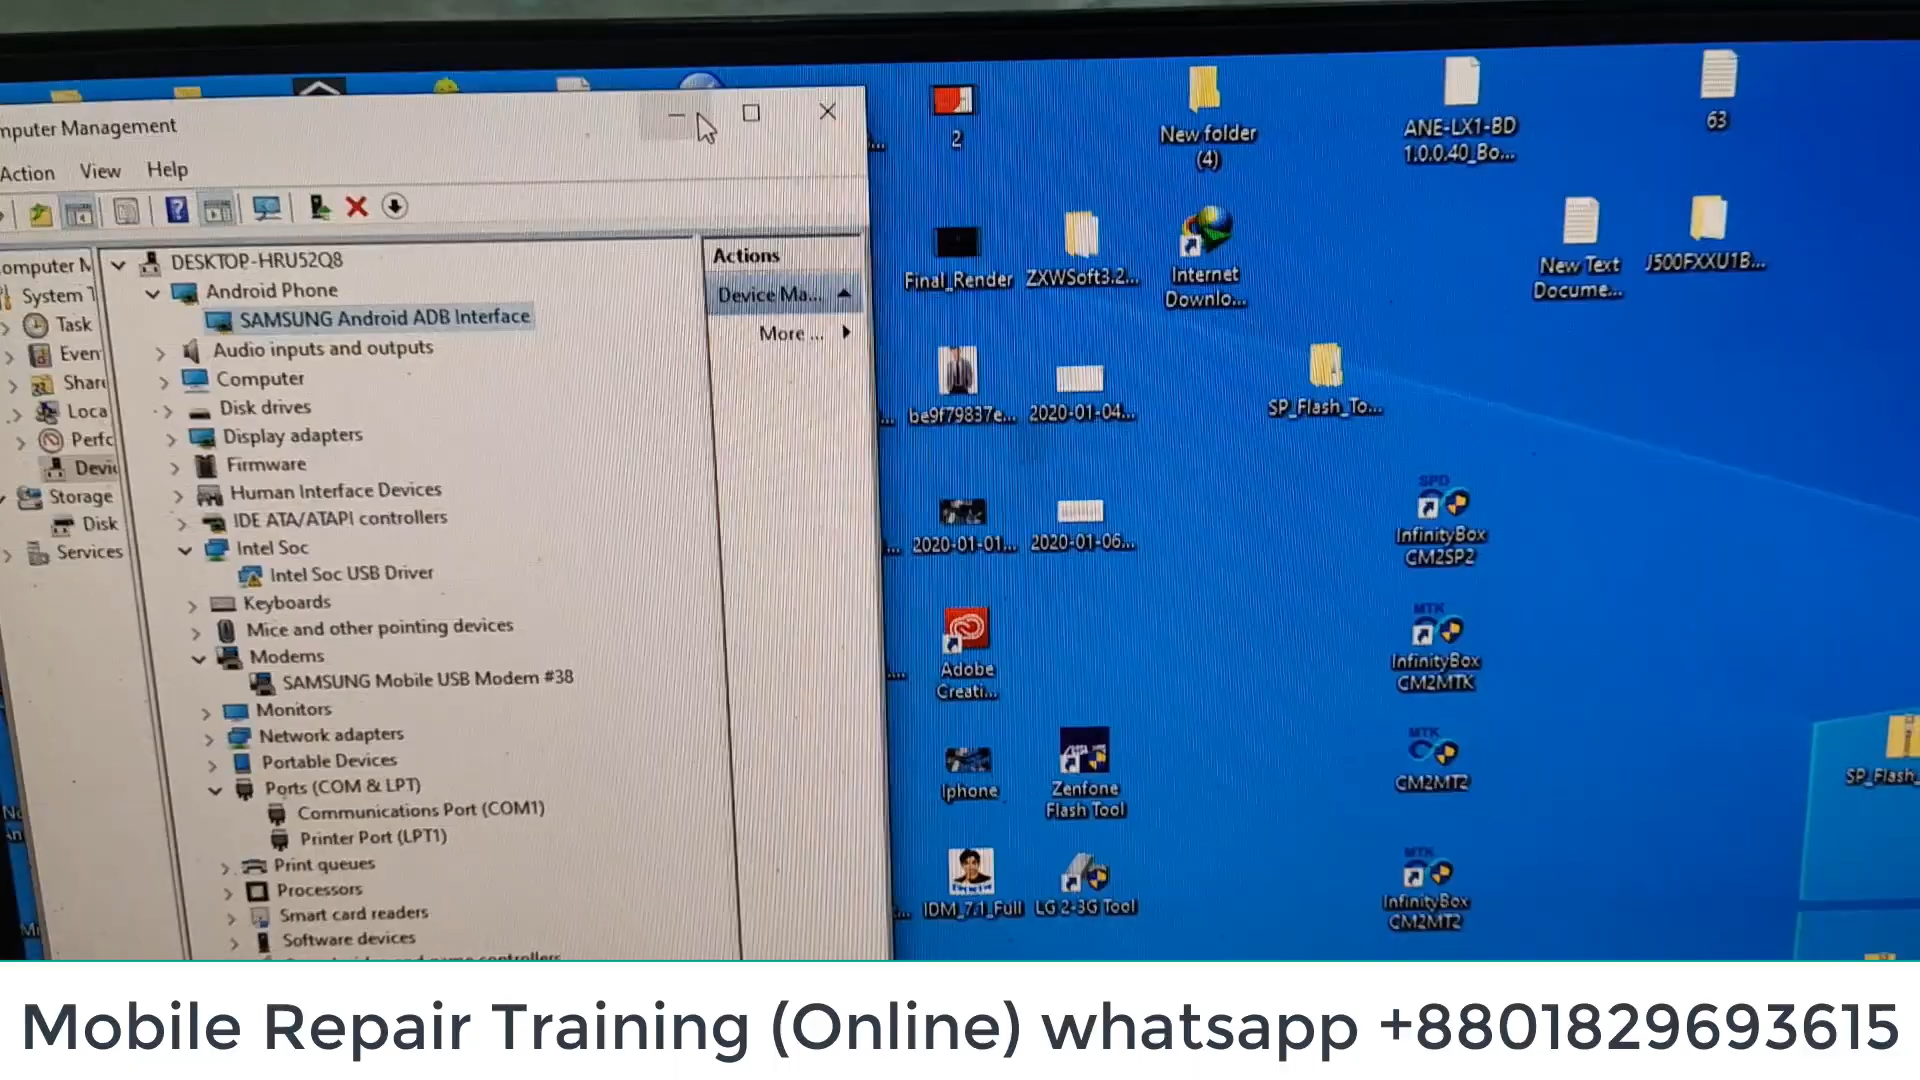 mputer Management
Action View Help
omputer M
System T
Task
Even
Share
Loca
Perfo
Devic
Storage
Disk
Services
DESKTOP-HRU52Q8
Android Phone
SAMSUNG Android ADB Interface
Audio inputs and outputs
Computer
Disk drives
Display adapters
Firmware
Human Interface Devices
IDE ATA/ATAPI controllers
Intel Soc
Intel Soc USB Driver
Keyboards
Mice and other pointing devices
Modems
SAMSUNG Mobile USB Modem #38
Monitors
Network adapters
Portable Devices
Ports (COM & LPT)
Communications Port (COM1)
Printer Port (LPT1)
Print queues
Processors
Smart card readers
Software devices
Actions
Device Ma...
More ...
2
New folder
(4)
ANE-LX1-BD
1.0.0.40_Bo...
63
Final_Render
ZXWSoft3.2...
Internet
Downlo...
New Text
Docume...
J500FXXU1B...
be9f79837e...
2020-01-04...
SP_Flash_To...
2020-01-01...
2020-01-06...
SPD
InfinityBox
CM2SP2
Adobe
Creati...
MTK
InfinityBox
CM2MTK
Iphone
Zenfone
Flash Tool
MTK
CM2MT2
SP_Flash_
IDM_7.1_Full
LG 2-3G Tool
MTK
InfinityBox
CM2MT2
Mobile Repair Training (Online) whatsapp +8801829693615